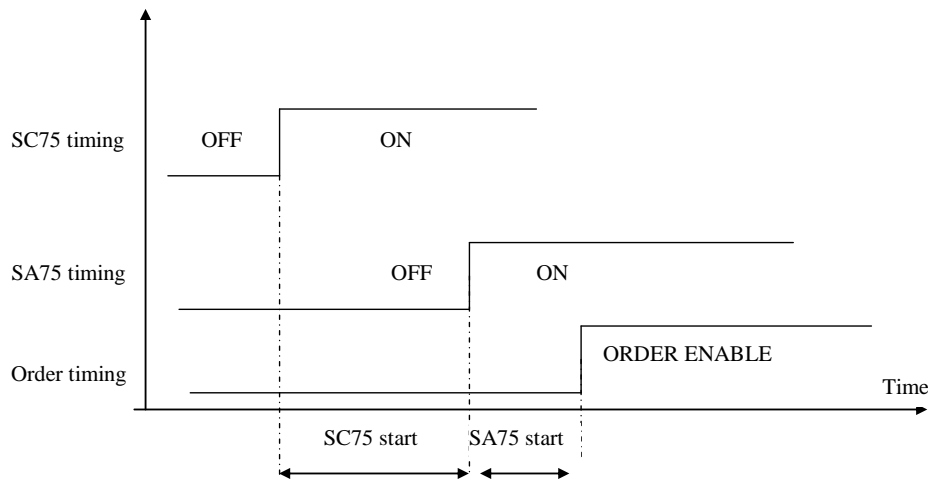 SC75 timing
OFF
ON
SA75 timing
OFF
ON
Order timing
ORDER ENABLE
Time
SC75 start
SA75 start